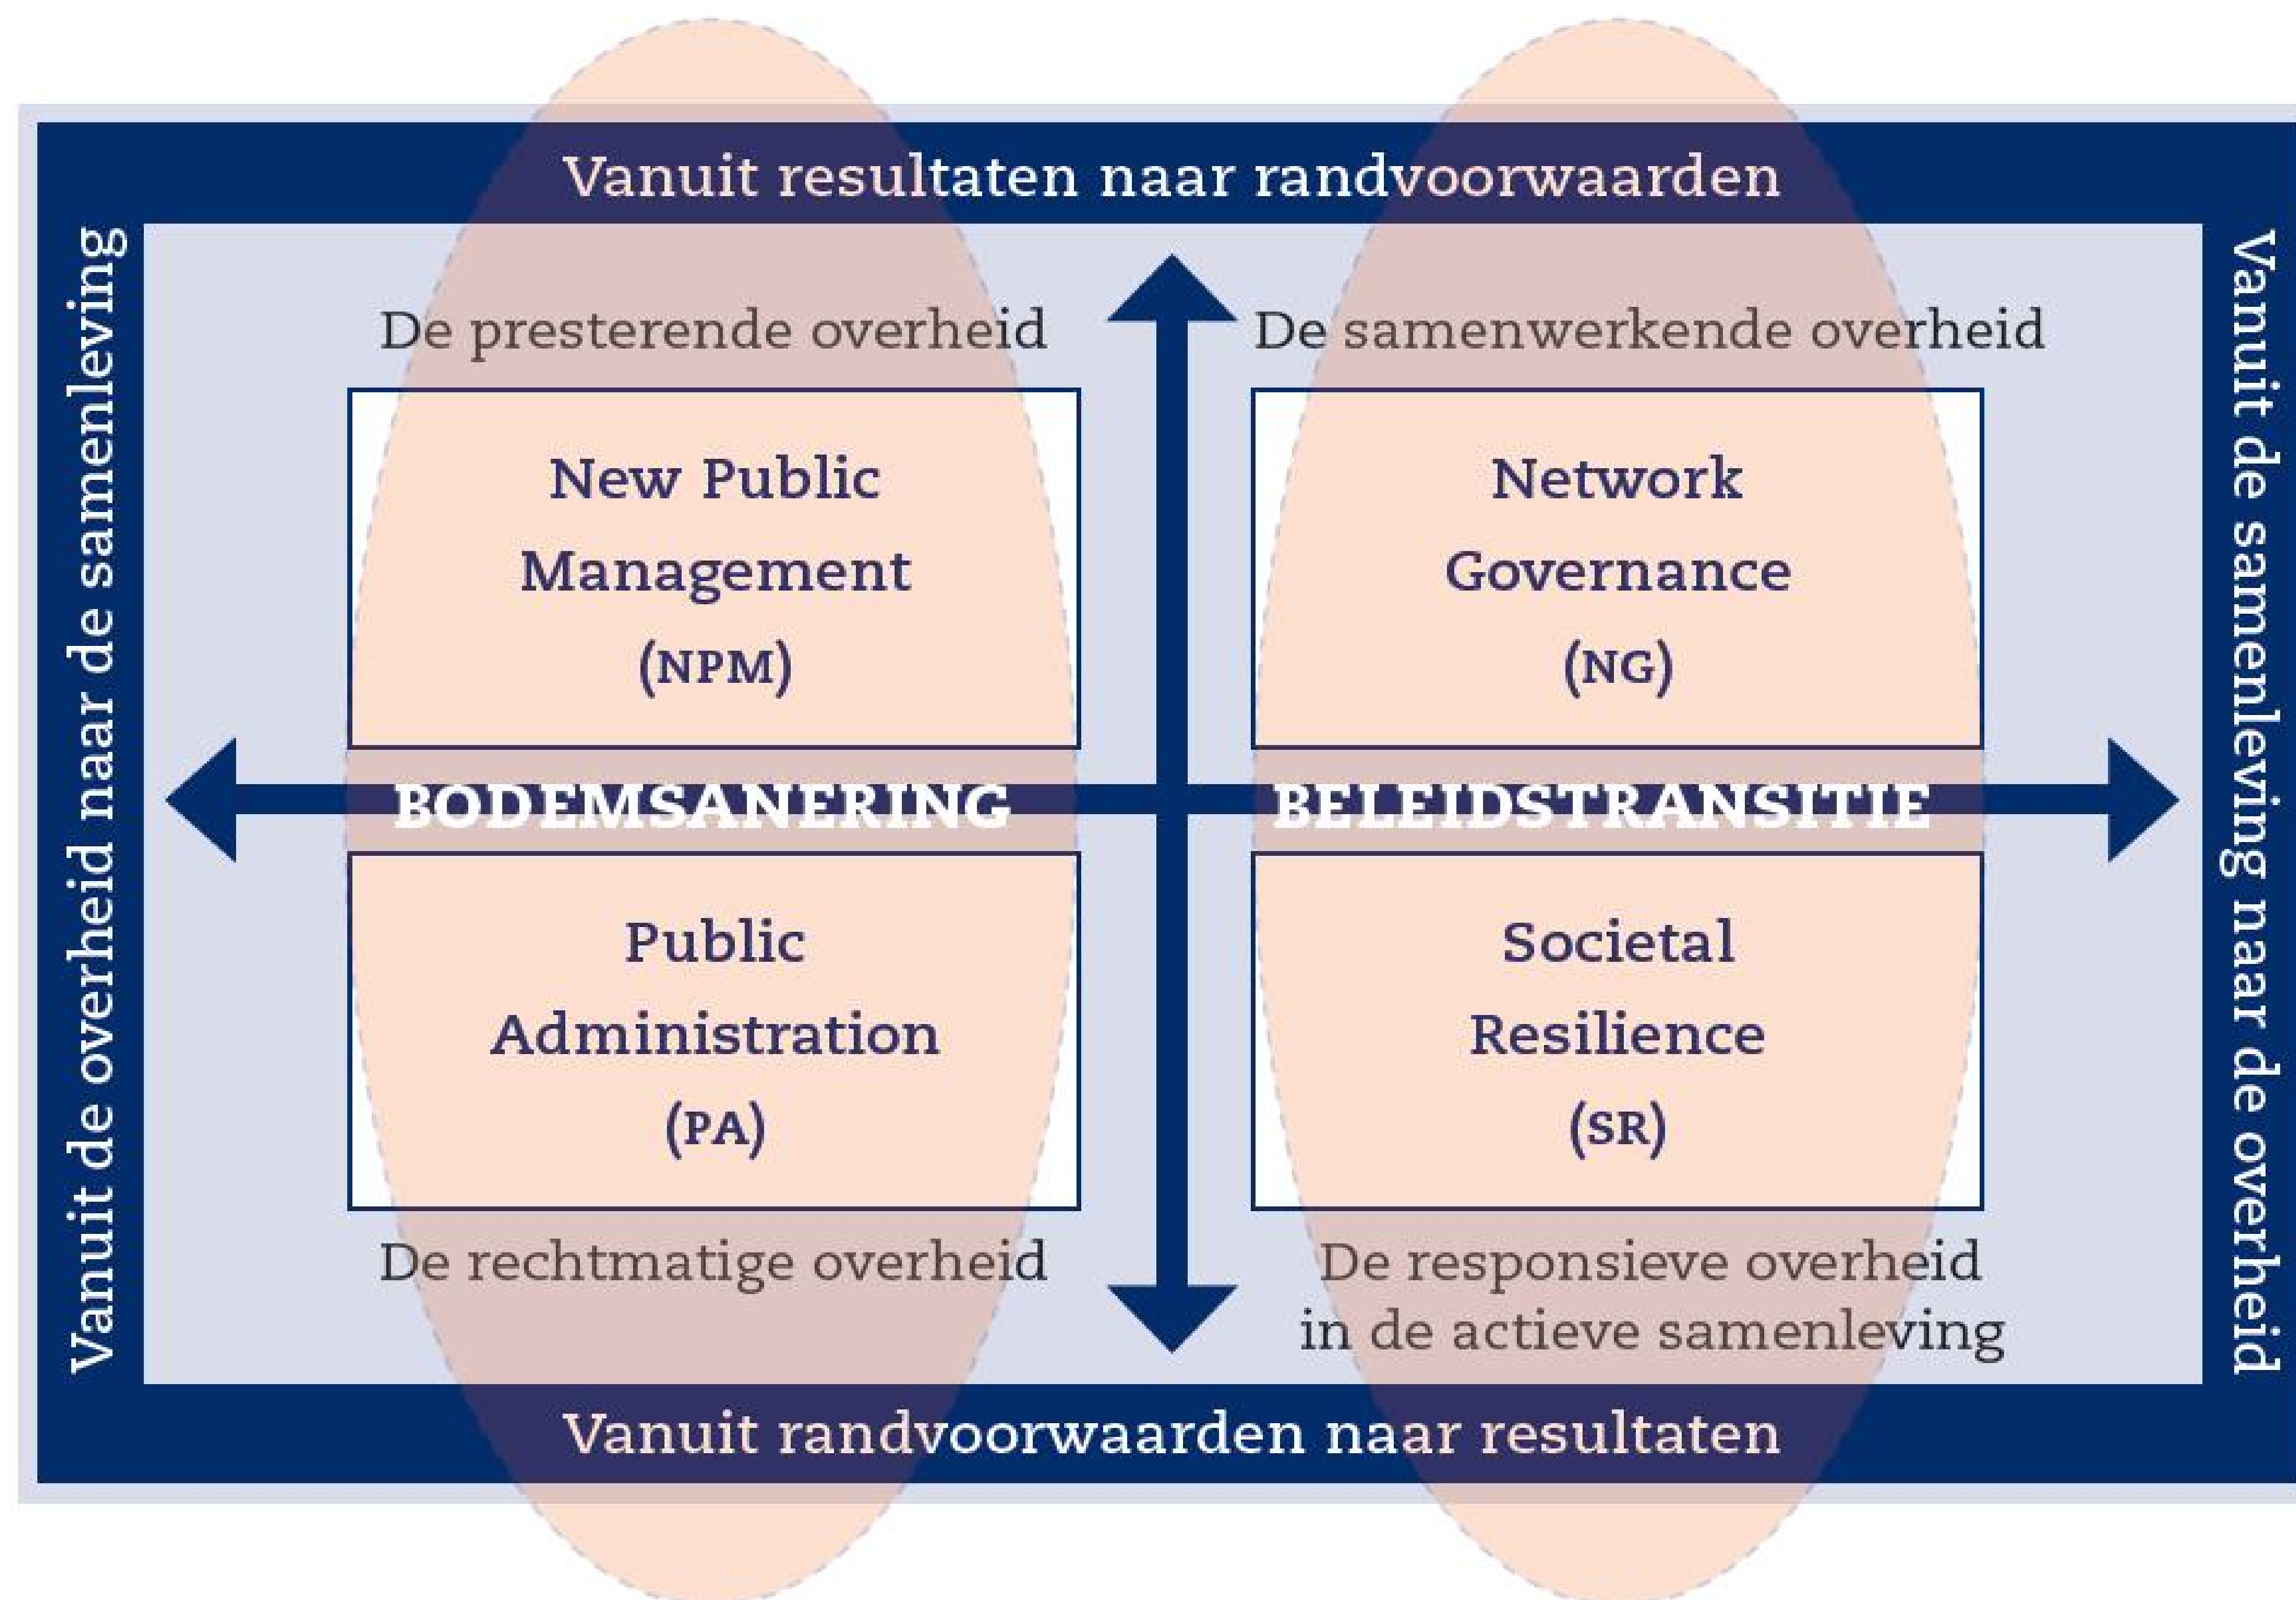 Vanuit resultaten naar randvoorwaarden
Vanuit de overheid naar de samenleving
De presterende overheid
New Public
Management
(NPM)
De samenwerkende overheid
Network
Governance
(NG)
BODEMSANERING
BELEIDSTRANSITIE
Public
Administration
(PA)
De rechtmatige overheid
Societal
Resilience
(SR)
De responsieve overheid
in de actieve samenleving
Vanuit de samenleving naar de overheid
Vanuit randvoorwaarden naar resultaten